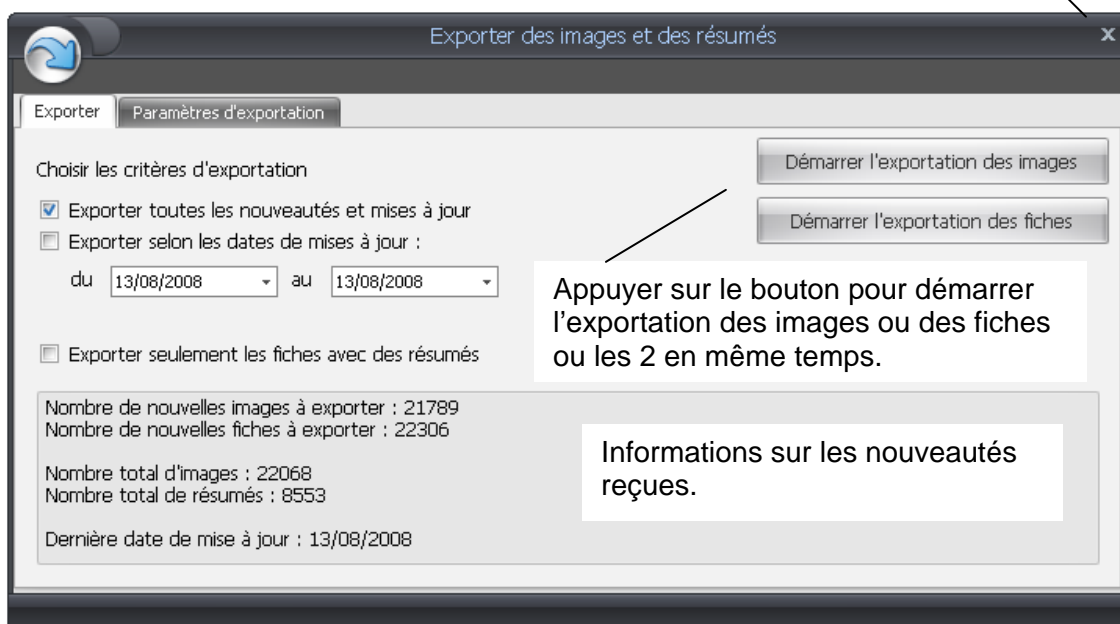 Exporter des images et des résumés
x
Exporter
Paramètres d'exportation
Choisir les critères d'exportation
Démarrer l'exportation des images
Exporter toutes les nouveautés et mises à jour
Démarrer l'exportation des fiches
Exporter selon les dates de mises à jour :
du 13/08/2008 au 13/08/2008
Appuyer sur le bouton pour démarrer
l’exportation des images ou des fiches
ou les 2 en même temps.
Exporter seulement les fiches avec des résumés
Nombre de nouvelles images à exporter : 21789
Nombre de nouvelles fiches à exporter : 22306
Nombre total d'images : 22068
Nombre total de résumés : 8553
Dernière date de mise à jour : 13/08/2008
Informations sur les nouveautés
reçues.